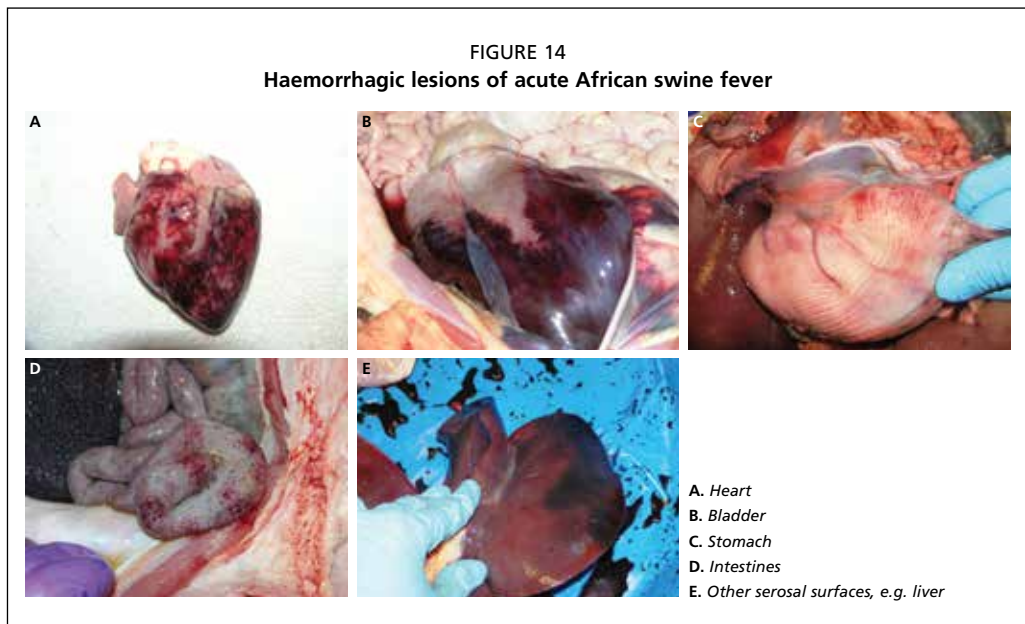 FIGURE 14
Haemorrhagic lesions of acute African swine fever
A
B
C
D
E
A. Heart
B. Bladder
C. Stomach
D. Intestines
E. Other serosal surfaces, e.g. liver